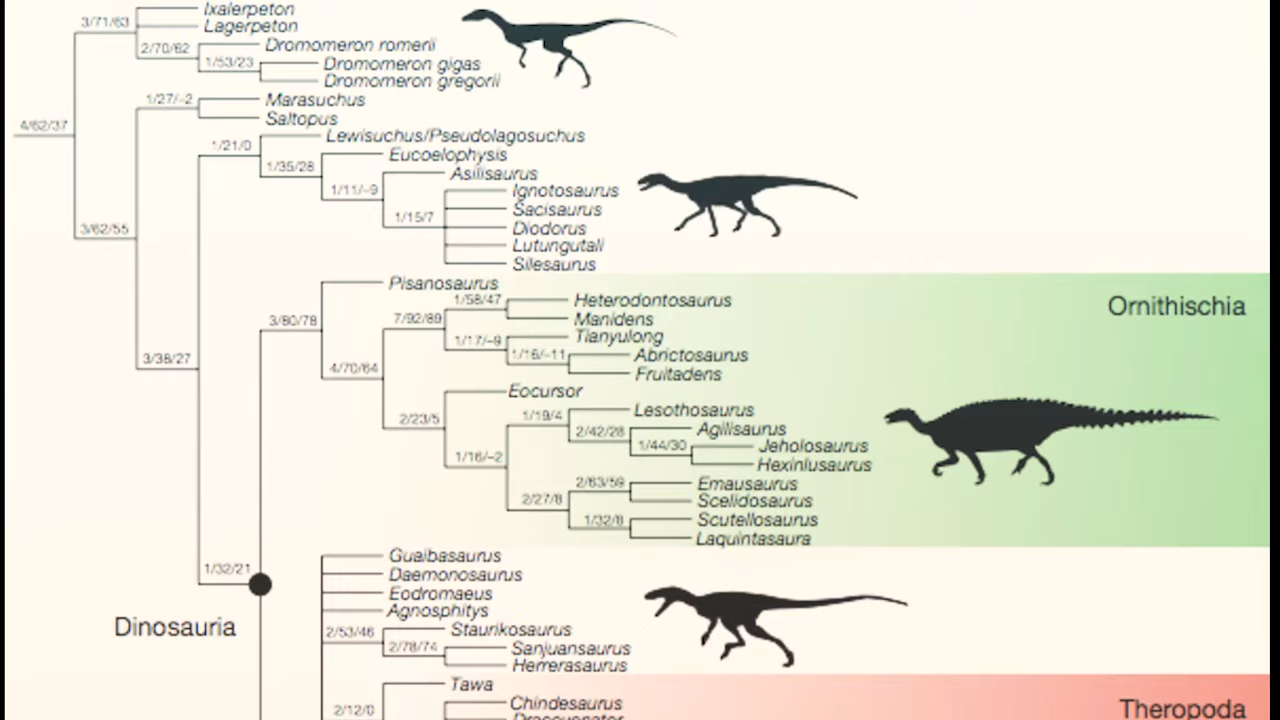 Ixalerpeton
3/71/63
Lagerpeton
Dromomeron romerii
2/70/62
1/53/23
Dromomeron gigas
Dromomeron gregorii
1/27/–2
Marasuchus
Saltopus
4/62/37
Lewisuchus/Pseudolagosuchus
1/21/0
Eucoelophysis
1/35/28
Asilisaurus
1/11/–9
Ignotosaurus
Sacisaurus
1/15/7
Diodorus
3/62/55
Lutungutali
Silesaurus
Pisanosaurus
1/58/47
Heterodontosaurus
Ornithischia
3/80/78
7/92/89
Manidens
Tianyulong
1/17/–9
1/16/–11
Abrictosaurus
3/38/27
4/70/64
Fruitadens
Eocursor
1/19/4
Lesothosaurus
2/23/5
2/42/28
Agilisaurus
1/44/30
Jeholosaurus
1/16/–2
Hexinlusaurus
2/63/59
Emausaurus
2/27/8
Scelidosaurus
1/32/8
Scutellosaurus
Laquintasaura
Guaibasaurus
1/32/21
Daemonosaurus
Eodromaeus
Agnosphitys
Dinosauria
2/53/46
Staurikosaurus
2/78/74
Sanjuansaurus
Herrerasaurus
Tawa
2/12/0
Chindesaurus
Theropoda